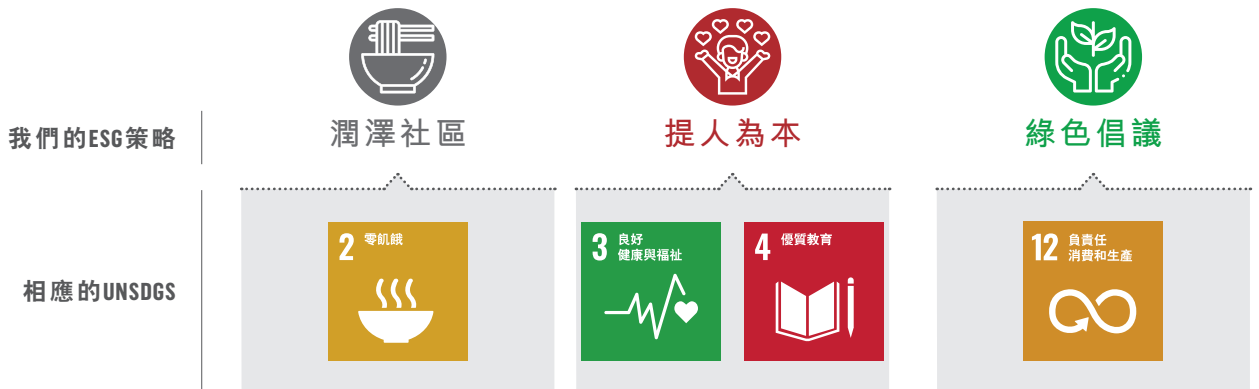 我們的ESG策略
潤澤社區
提人為本
綠色倡議
相應的UNSDGS
2 零飢餓
3 良好
健康與福祉
4 優質教育
12 負責任
消費和生產